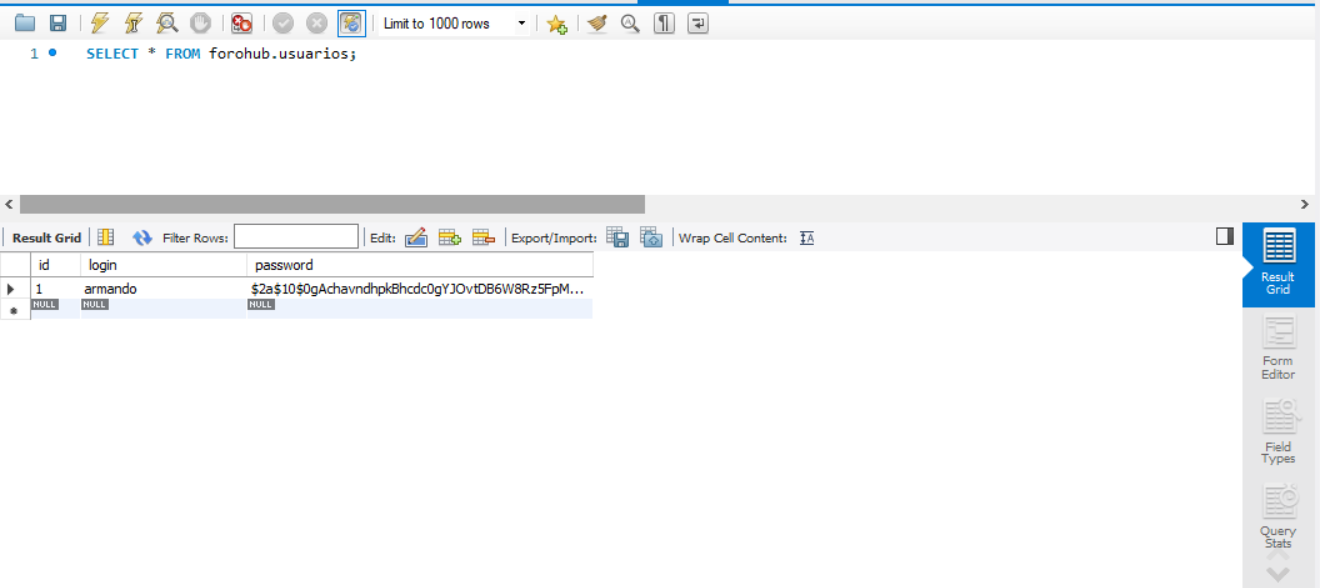 Limit to 1000 rows
1 SELECT * FROM forohub.usuarios;
Result Grid Filter Rows: Edit: Export/Import: Wrap Cell Content: IA
id login password
1 armando $2a$10$0gAchavndhpkBhcdc0gYJOvtDB6W8Rz5FpM...
NULL NULL NULL
Result
Grid
Form
Editor
Field
Types
Query
Stats